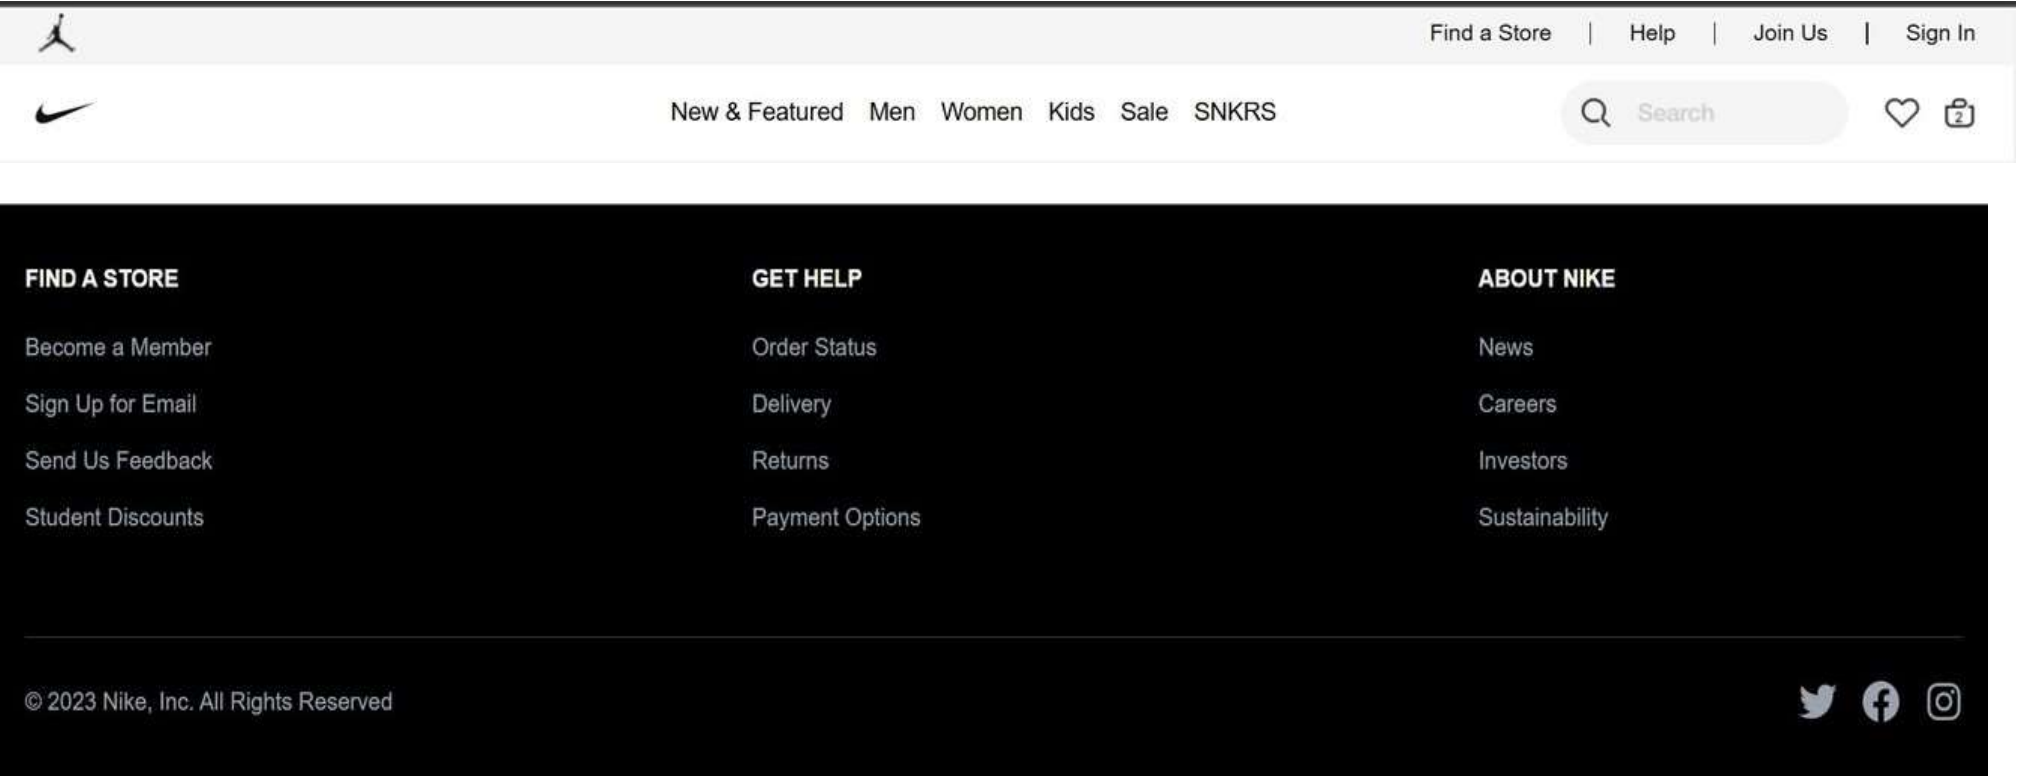 Find a Store | Help | Join Us | Sign In
New & Featured Men Women Kids Sale SNKRS Search 2
FIND A STORE GET HELP ABOUT NIKE
Become a Member Order Status News
Sign Up for Email Delivery Careers
Send Us Feedback Returns Investors
Student Discounts Payment Options Sustainability
© 2023 Nike, Inc. All Rights Reserved